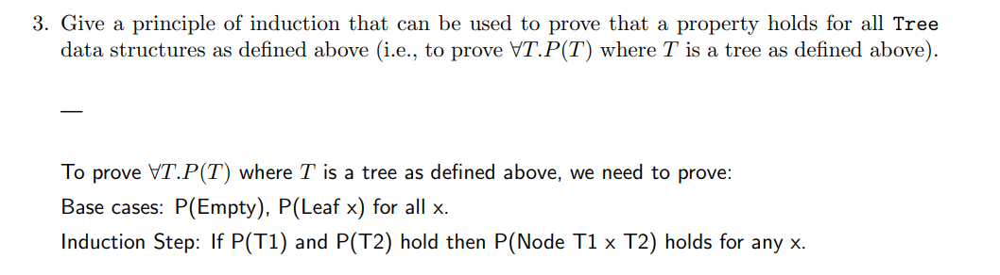 3. Give a principle of induction that can be used to prove that a property holds for all Tree
data structures as defined above (i.e., to prove ∀T.P(T) where T is a tree as defined above).
—
To prove ∀T.P(T) where T is a tree as defined above, we need to prove:
Base cases: P(Empty), P(Leaf x) for all x.
Induction Step: If P(T1) and P(T2) hold then P(Node T1 x T2) holds for any x.